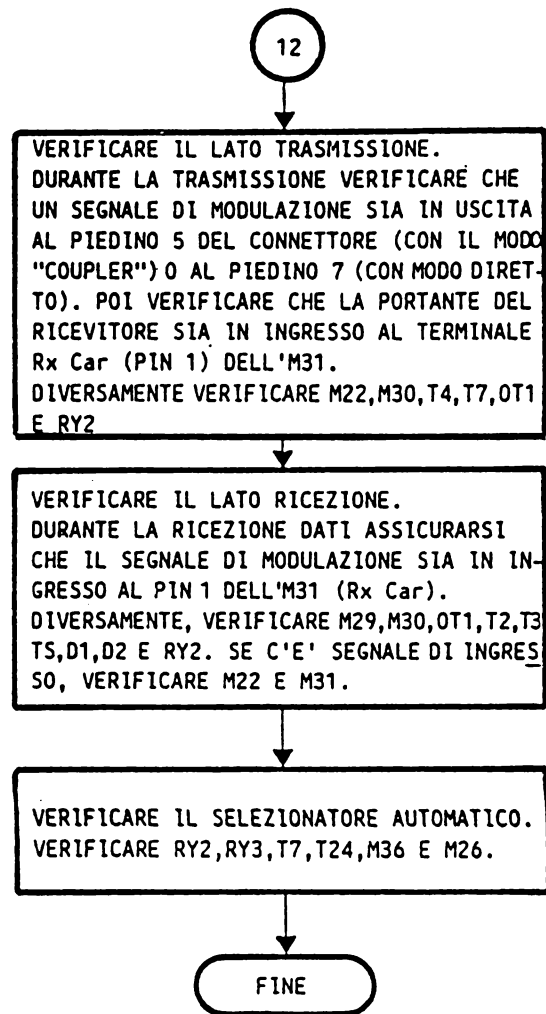 12
VERIFICARE IL LATO TRASMISSIONE.
DURANTE LA TRASMISSIONE VERIFICARE CHE
UN SEGNALE DI MODULAZIONE SIA IN USCITA
AL PIEDINO 5 DEL CONNETTORE (CON IL MODO
"COUPLER") O AL PIEDINO 7 (CON MODO DIRET-
TO). POI VERIFICARE CHE LA PORTANTE DEL
RICEVITORE SIA IN INGRESSO AL TERMINALE
Rx Car (PIN 1) DELL'M31.
DIVERSAMENTE VERIFICARE M22,M30,T4,T7,OT1
E RY2
VERIFICARE IL LATO RICEZIONE.
DURANTE LA RICEZIONE DATI ASSICURARSI
CHE IL SEGNALE DI MODULAZIONE SIA IN IN-
GRESSO AL PIN 1 DELL'M31 (Rx Car).
DIVERSAMENTE, VERIFICARE M29,M30,OT1,T2,T3
TS,D1,D2 E RY2. SE C'E' SEGNALE DI INGRES
SO, VERIFICARE M22 E M31.
VERIFICARE IL SELEZIONATORE AUTOMATICO.
VERIFICARE RY2,RY3,T7,T24,M36 E M26.
FINE